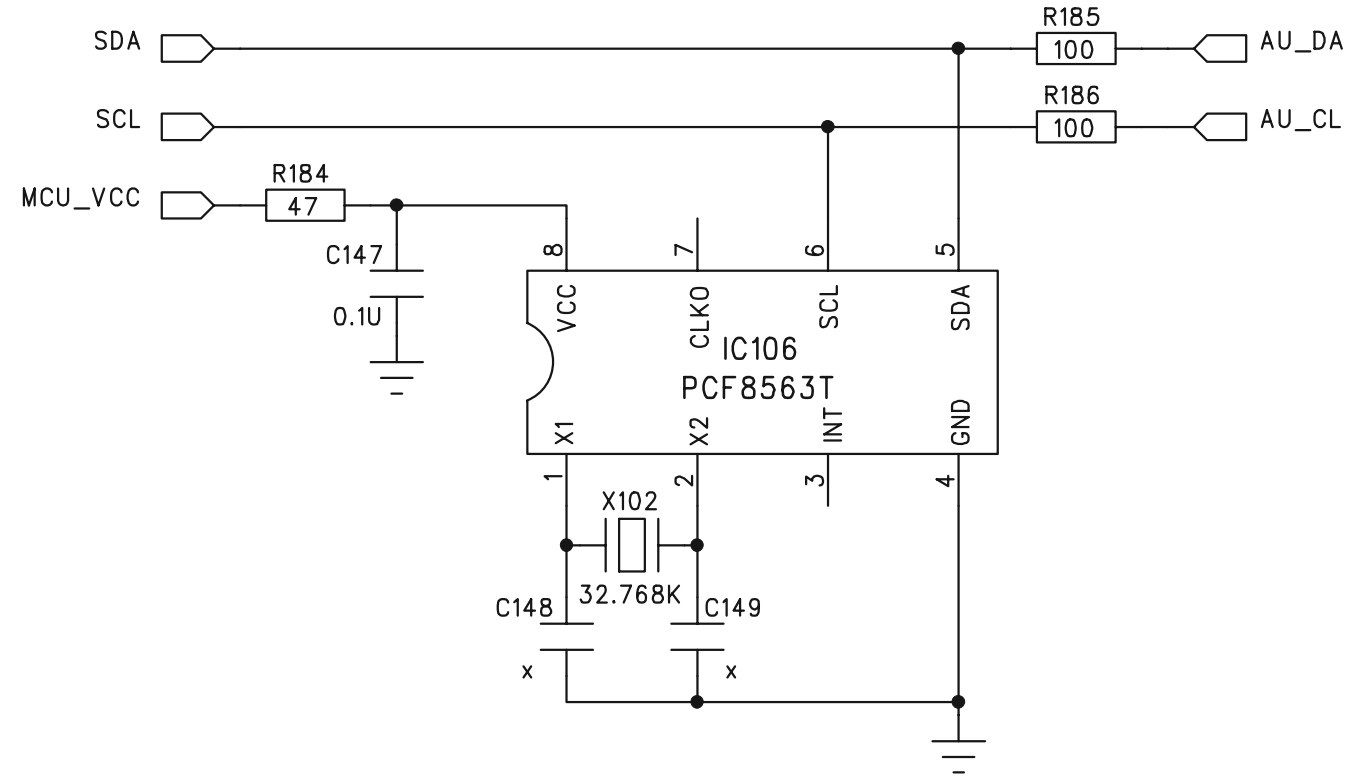 R185
SDA
100
AU_DA
R186
SCL
100
AU_CL
R184
MCU_VCC
47
C147
0.1U
8
7
6
5
VCC
CLKO
SCL
SDA
IC106
PCF8563T
X1
X2
INT
GND
1
2
3
4
X102
32.768K
C148
C149
x
x